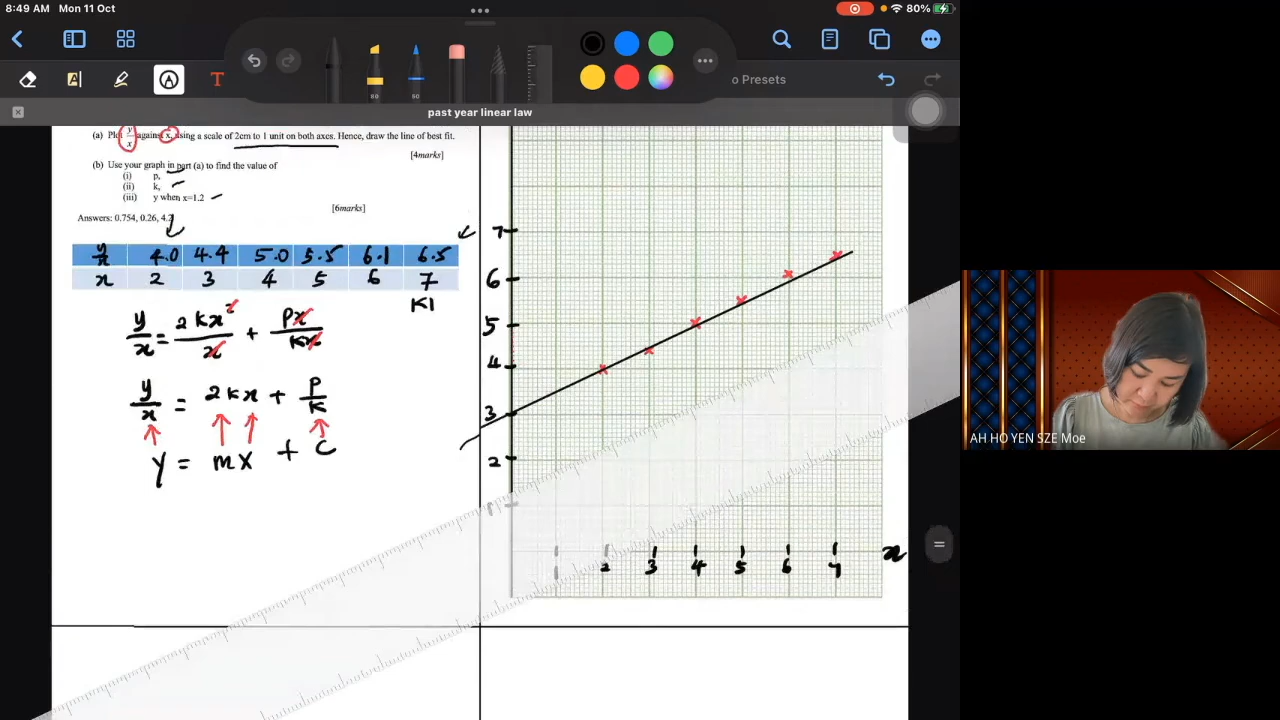 8:49 AM Mon 11 Oct
80%
T
o Presets
80
50
past year linear law
(a) Plot y/x against x, using a scale of 2cm to 1 unit on both axes. Hence, draw the line of best fit.
[4marks]
(b) Use your graph in part (a) to find the value of
(i) p,
(ii) k,
(iii) y when x=1.2
[6marks]
Answers: 0.754, 0.26, 4.2
y/x 4.0 4.4 5.0 5.5 6.1 6.5
x 2 3 4 5 6 7
K1
y/x = 2kx²/x + px/kx
y/x = 2kx + p/k
Y = mX + C
7
6
5
4
3
2
1
2 3 4 5 6 7
x
AH HO YEN SZE Moe